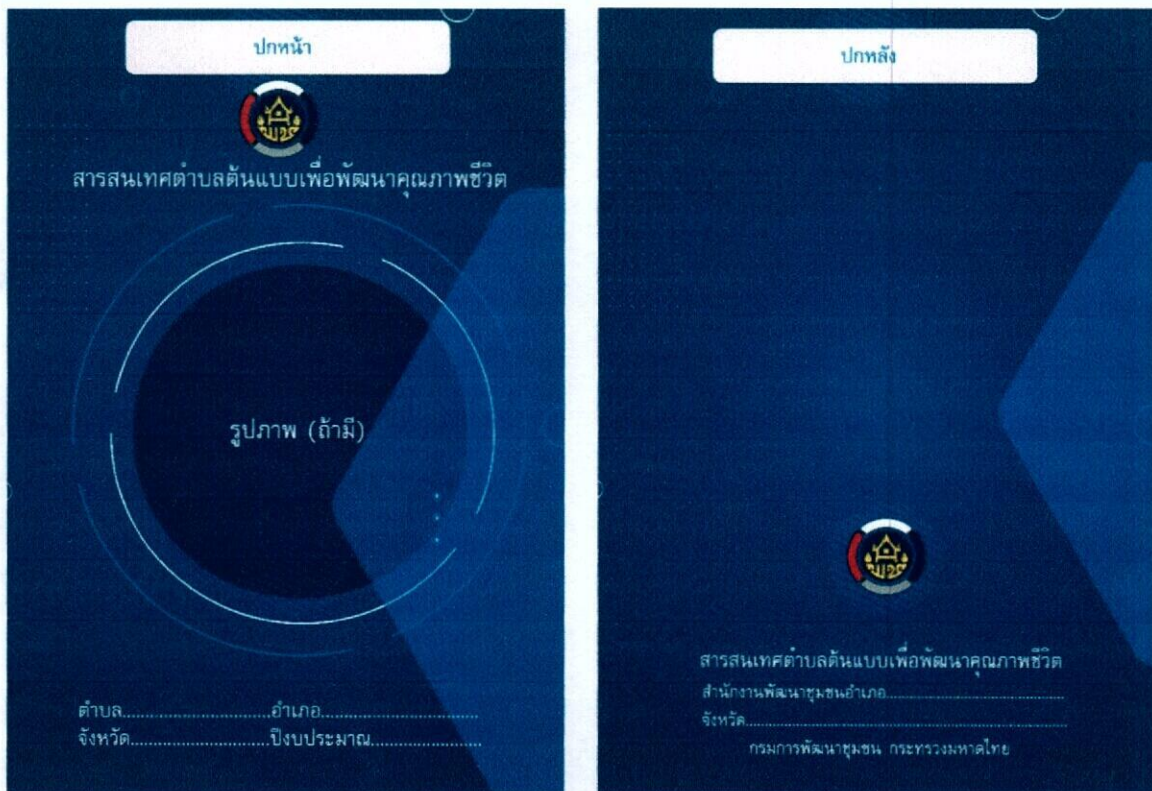 ปกหน้า
สารสนเทศตำบลต้นแบบเพื่อพัฒนาคุณภาพชีวิต
รูปภาพ (ถ้ามี)
ตำบล..............................อำเภอ................................
จังหวัด............................ปีงบประมาณ......................
ปกหลัง
สารสนเทศตำบลต้นแบบเพื่อพัฒนาคุณภาพชีวิต
สำนักงานพัฒนาชุมชนอำเภอ........................................
จังหวัด......................................................................
กรมการพัฒนาชุมชน กระทรวงมหาดไทย